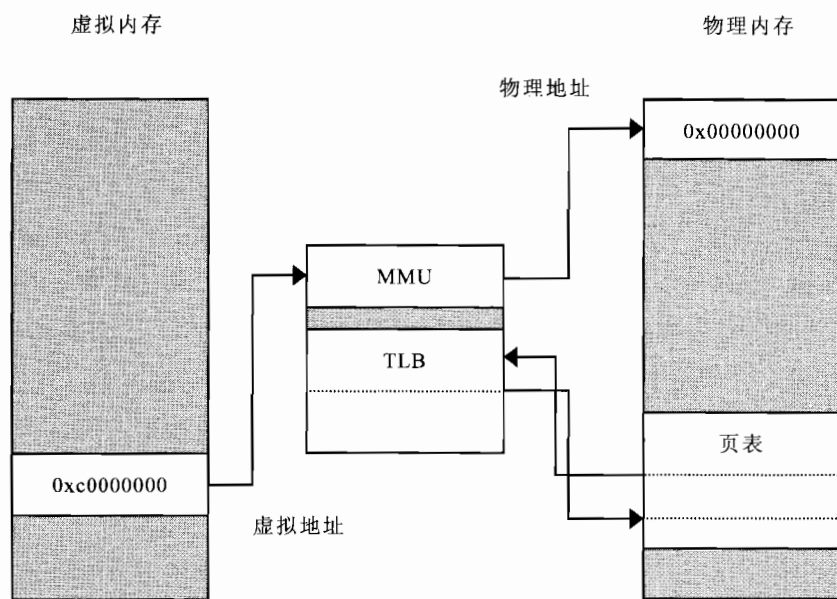 虚拟内存
物理内存
物理地址
0x00000000
MMU
TLB
页表
0xc0000000
虚拟地址